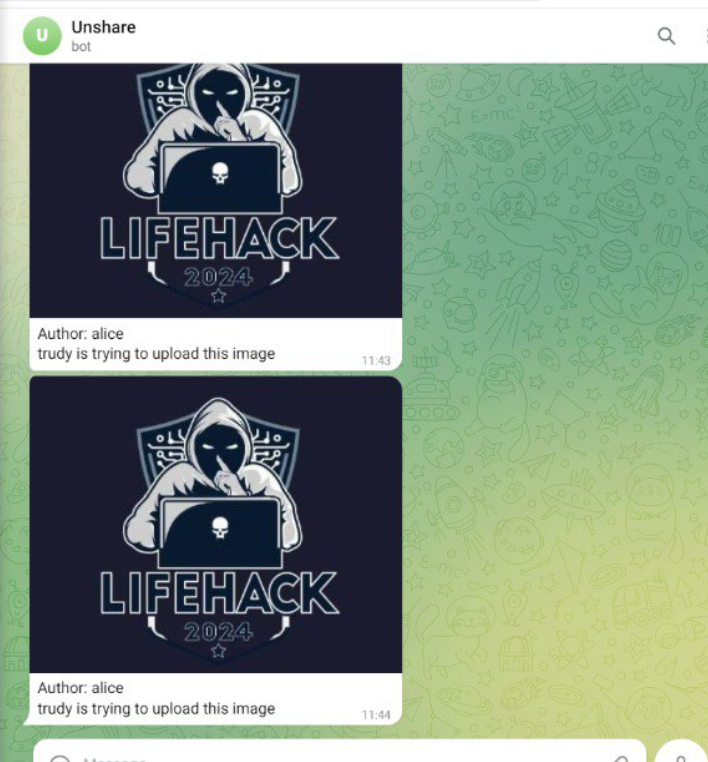 U
Unshare
bot
LIFEHACK
2024
Author: alice
trudy is trying to upload this image
11:43
LIFEHACK
2024
Author: alice
trudy is trying to upload this image
11:44